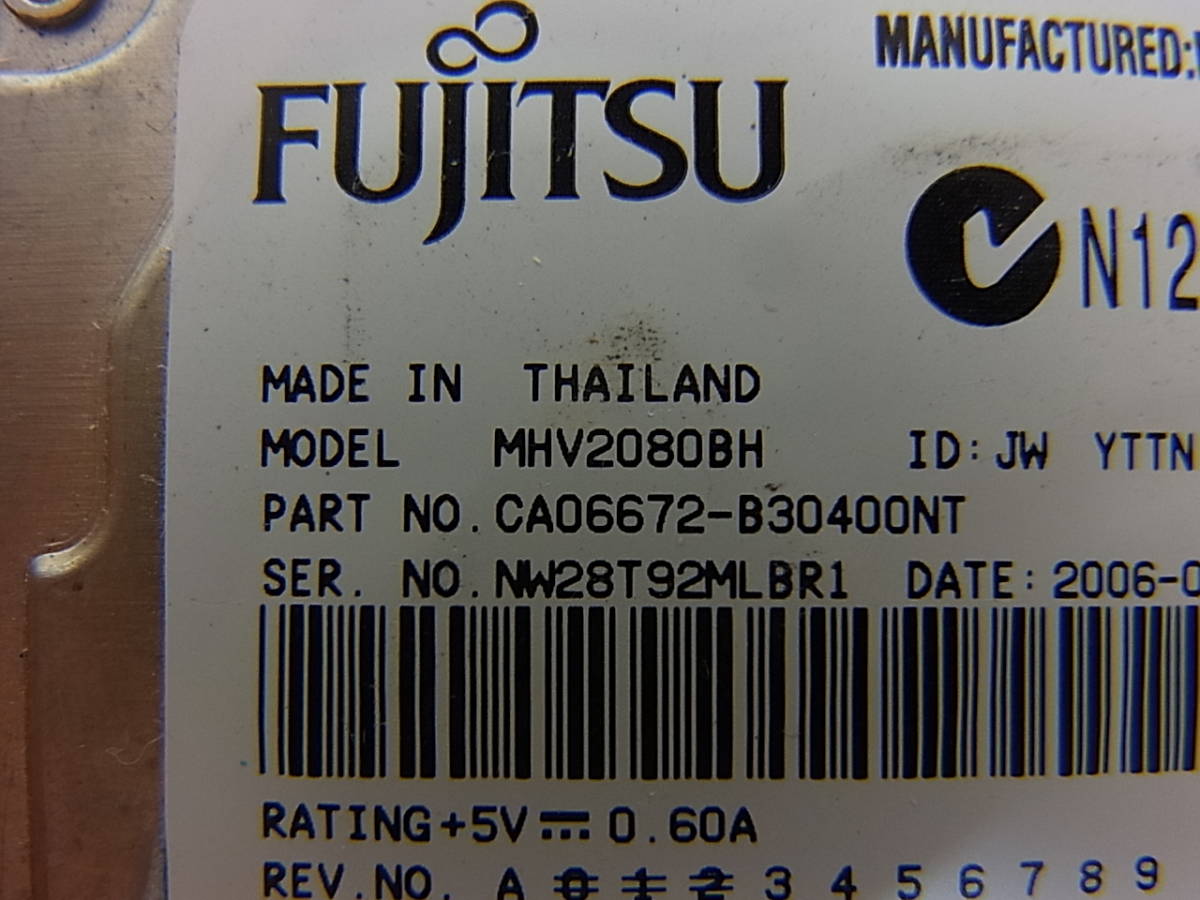 FUJITSU
MANUFACTURED:
N12
MADE IN THAILAND
MODEL MHV2080BH ID:JW YTTN
PART NO. CA06672-B30400NT
SER. NO. NW28T92MLBR1 DATE: 2006-0
RATING +5V ⎓ 0.60A
REV.NO. A 0 1 2 3 4 5 6 7 8 9